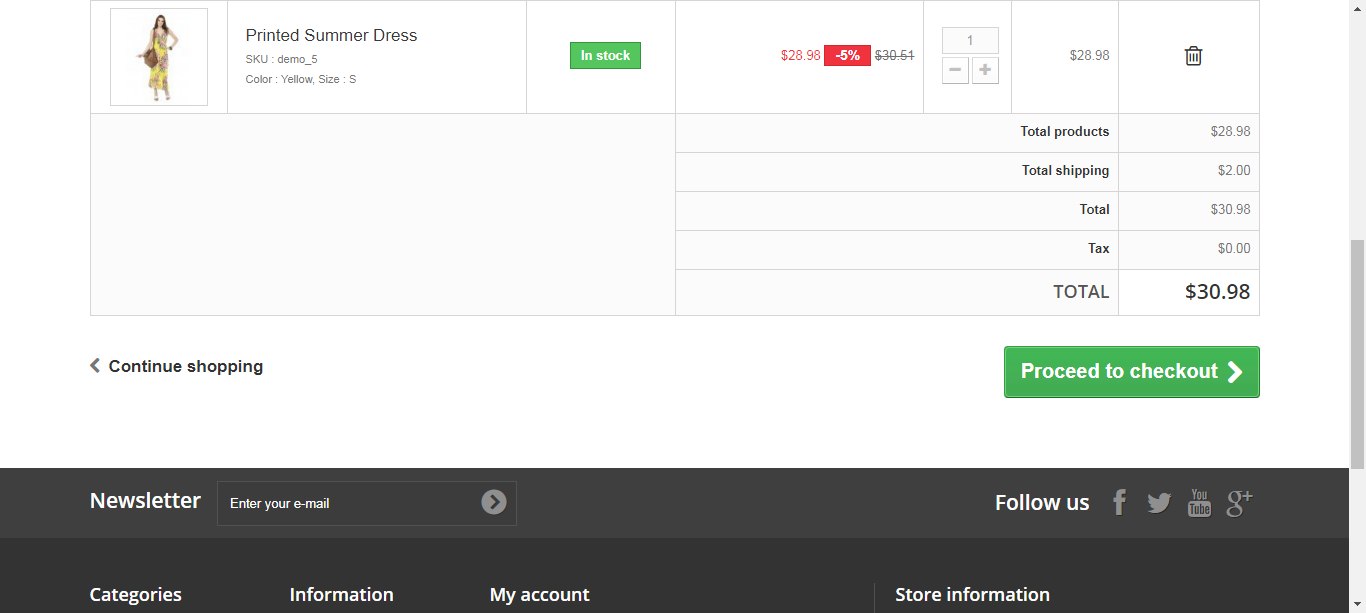 Printed Summer Dress
SKU : demo_5
Color : Yellow, Size : S
In stock
$28.98 -5% $30.51
1
$28.98
Total products $28.98
Total shipping $2.00
Total $30.98
Tax $0.00
TOTAL $30.98
Continue shopping
Proceed to checkout
Newsletter
Enter your e-mail
Follow us
f
You
Tube
g+
Categories
Information
My account
Store information